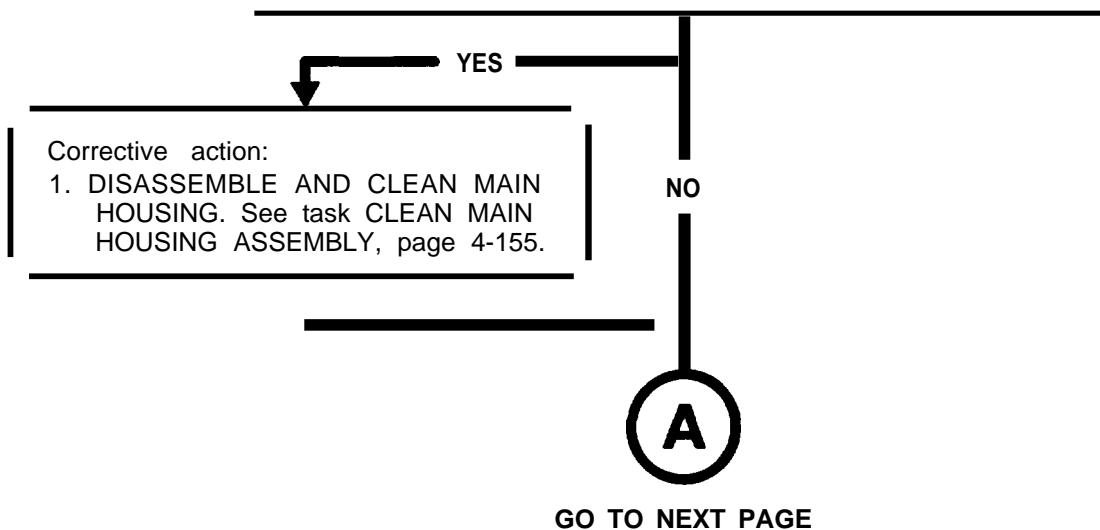 YES
Corrective action:
1. DISASSEMBLE AND CLEAN MAIN
HOUSING. See task CLEAN MAIN
HOUSING ASSEMBLY, page 4-155.
NO
A
GO TO NEXT PAGE